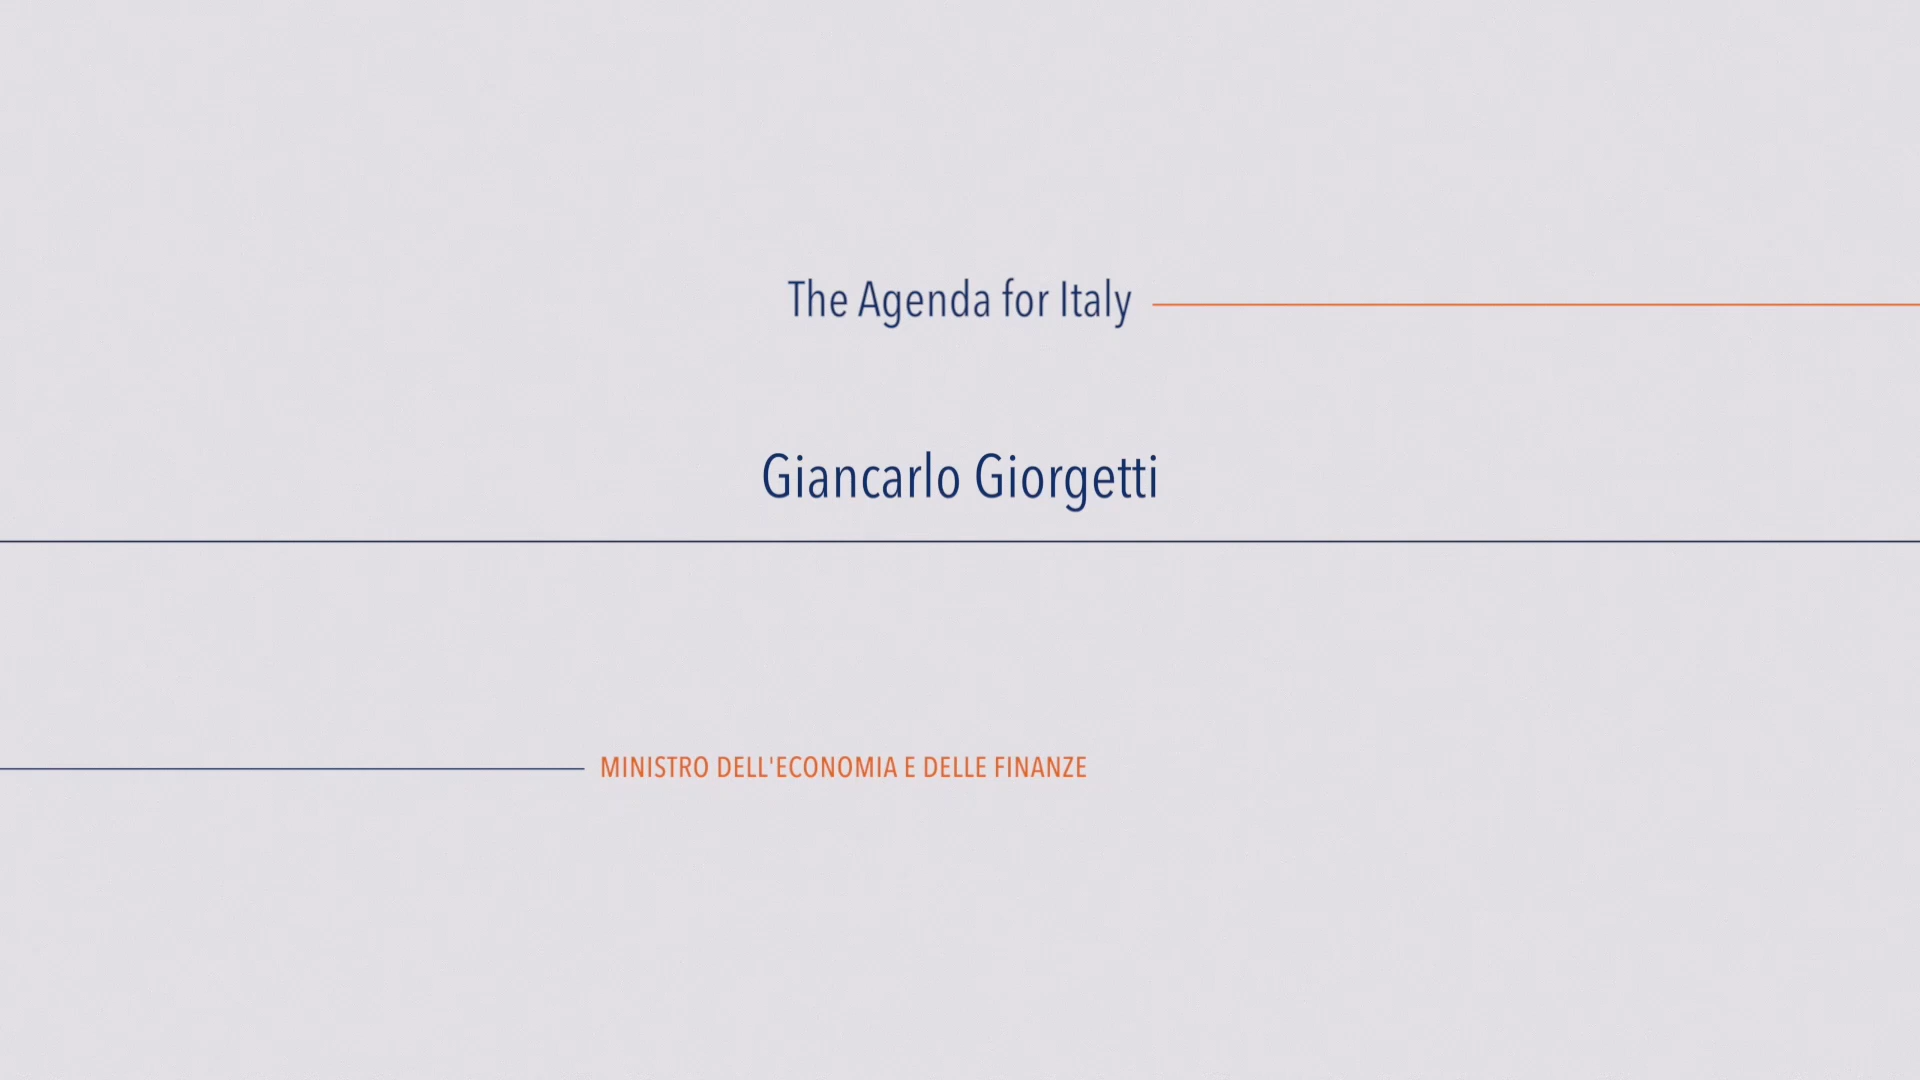 The Agenda for Italy
Giancarlo Giorgetti
MINISTRO DELL'ECONOMIA E DELLE FINANZE